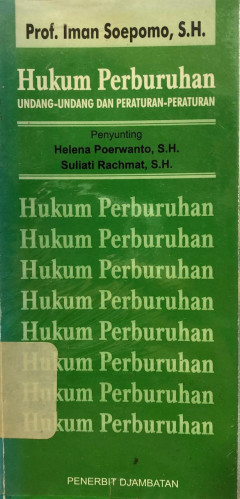 Prof. Iman Soepomo, S.H.
Hukum Perburuhan
UNDANG-UNDANG DAN PERATURAN-PERATURAN
Penyunting
Helena Poerwanto, S.H.
Suliati Rachmat, S.H.
Hukum Perburuhan
Hukum Perburuhan
Hukum Perburuhan
Hukum Perburuhan
Hukum Perburuhan
Hukum Perburuhan
Hukum Perburuhan
Hukum Perburuhan
PENERBIT DJAMBATAN